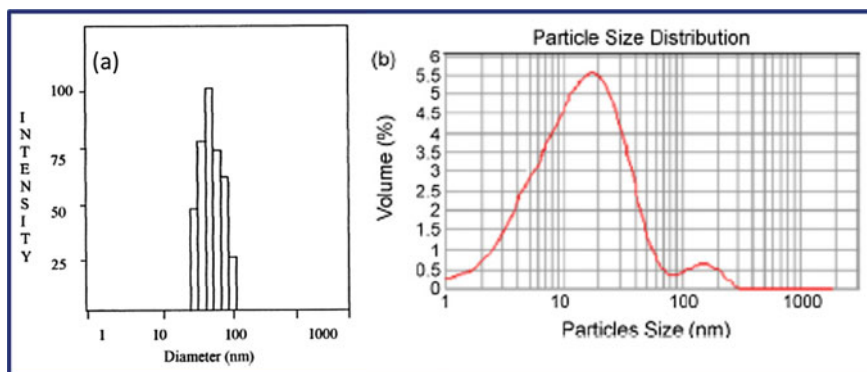 (a)
INTENSITY
100
75
50
25
1 10 100 1000
Diameter (nm)
Particle Size Distribution
(b)
Volume (%)
6
5.5
5
4.5
4
3.5
3
2.5
2
1.5
1
0.5
0
1 10 100 1000
Particles Size (nm)